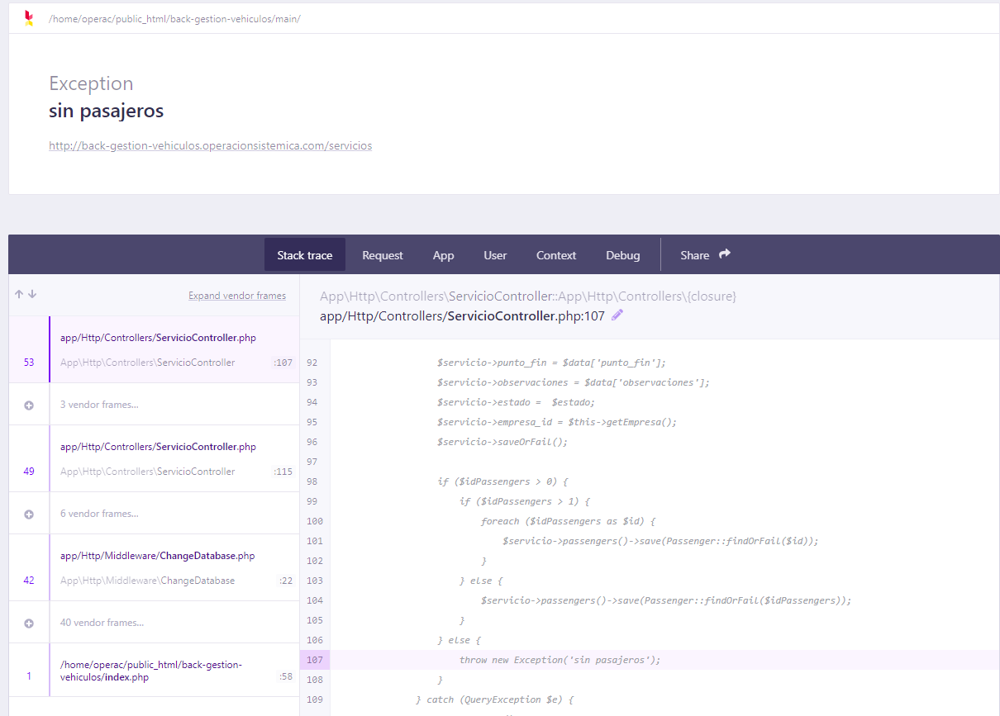 /home/operac/public_html/back-gestion-vehiculos/main/
Exception
sin pasajeros
http://back-gestion-vehiculos.operacionsistemica.com/servicios
Stack trace Request App User Context Debug Share
Expand vendor frames
app/Http/Controllers/ServicioController.php
53 App\Http\Controllers\ServicioController :107
3 vendor frames...
app/Http/Controllers/ServicioController.php
49 App\Http\Controllers\ServicioController :115
6 vendor frames...
app/Http/Middleware/ChangeDatabase.php
42 App\Http\Middleware\ChangeDatabase :22
40 vendor frames...
/home/operac/public_html/back-gestion-
vehiculos/index.php
1 :58
App\Http\Controllers\ServicioController::App\Http\Controllers\{closure}
app/Http/Controllers/ServicioController.php:107
92 $servicio->punto_fin = $data['punto_fin'];
93 $servicio->observaciones = $data['observaciones'];
94 $servicio->estado =  $estado;
95 $servicio->empresa_id = $this->getEmpresa();
96 $servicio->saveOrFail();
97
98 if ($idPassengers > 0) {
99 if ($idPassengers > 1) {
100 foreach ($idPassengers as $id) {
101 $servicio->passengers()->save(Passenger::findOrFail($id));
102 }
103 } else {
104 $servicio->passengers()->save(Passenger::findOrFail($idPassengers));
105 }
106 } else {
107 throw new Exception('sin pasajeros');
108 }
109 } catch (QueryException $e) {